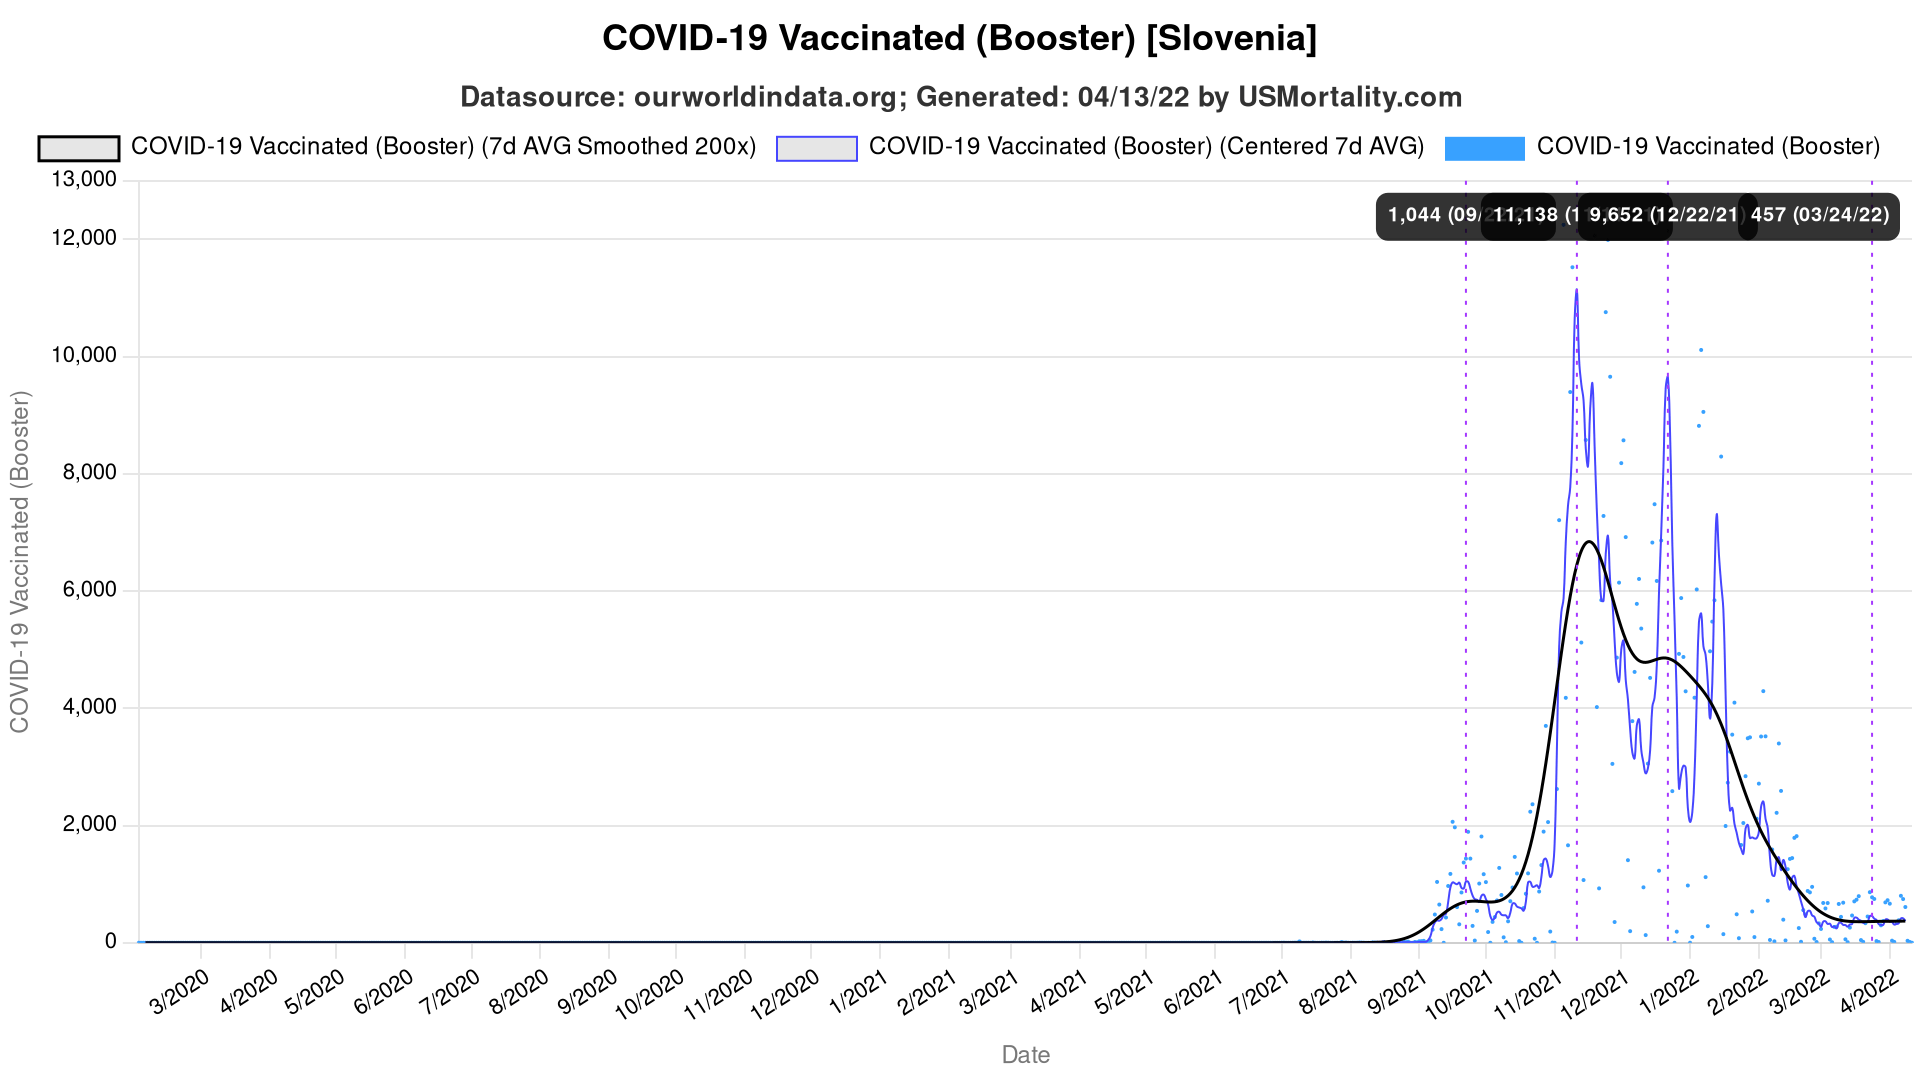 COVID-19 Vaccinated (Booster) [Slovenia]
Datasource: ourworldindata.org; Generated: 04/13/22 by USMortality.com
COVID-19 Vaccinated (Booster) (7d AVG Smoothed 200x) COVID-19 Vaccinated (Booster) (Centered 7d AVG) COVID-19 Vaccinated (Booster)
13,000
1,044 (09/ 11,138 (1 9,652 (12/22/21) 457 (03/24/22)
12,000
10,000
8,000
6,000
4,000
2,000
0
COVID-19 Vaccinated (Booster)
3/2020 4/2020 5/2020 6/2020 7/2020 8/2020 9/2020 10/2020 11/2020 12/2020 1/2021 2/2021 3/2021 4/2021 5/2021 6/2021 7/2021 8/2021 9/2021 10/2021 11/2021 12/2021 1/2022 2/2022 3/2022 4/2022
Date